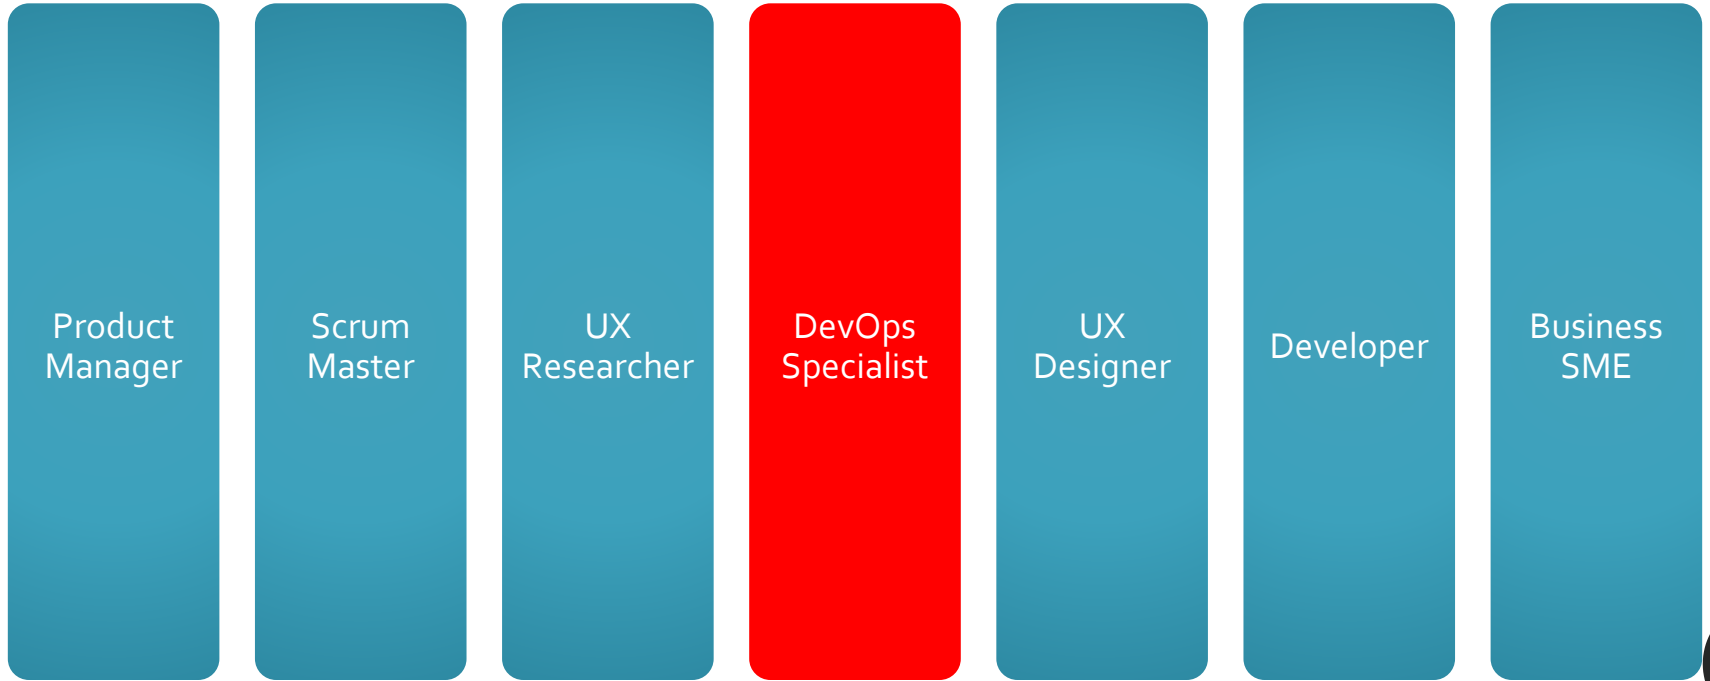 Product
Manager
Scrum
Master
UX
Researcher
DevOps
Specialist
UX
Designer
Developer
Business
SME